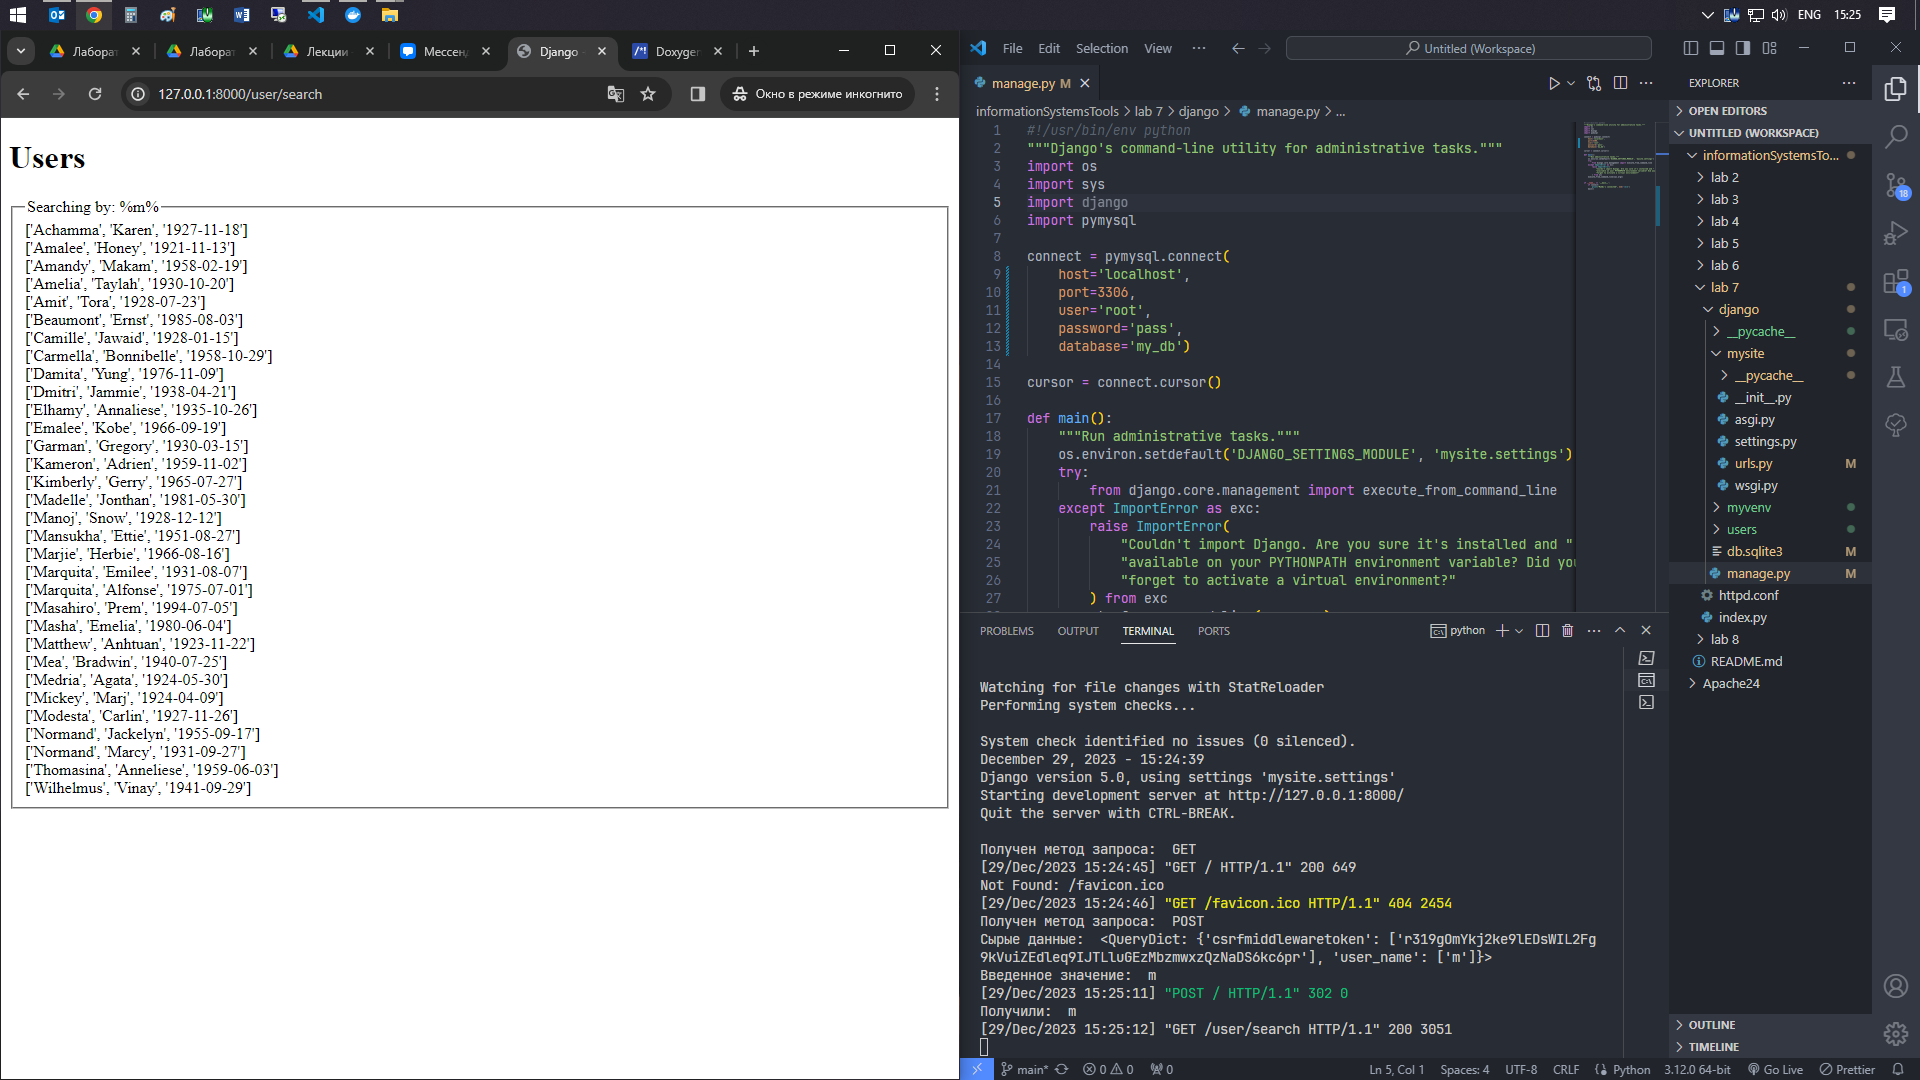 ENG
15:25
Лаборат
Лаборат
Лекции
Мессен
Django
Doxyge
127.0.0.1:8000/user/search
Окно в режиме инкогнито
Users
Searching by: %m%
['Achamma', 'Karen', '1927-11-18']
['Amalee', 'Honey', '1921-11-13']
['Amandy', 'Makam', '1958-02-19']
['Amelia', 'Taylah', '1930-10-20']
['Amit', 'Tora', '1928-07-23']
['Beaumont', 'Ernst', '1985-08-03']
['Camille', 'Jawaid', '1928-01-15']
['Carmella', 'Bonnibelle', '1958-10-29']
['Damita', 'Yung', '1976-11-09']
['Dmitri', 'Jammie', '1938-04-21']
['Elhamy', 'Annaliese', '1935-10-26']
['Emalee', 'Kobe', '1966-09-19']
['Garman', 'Gregory', '1930-03-15']
['Kameron', 'Adrien', '1959-11-02']
['Kimberly', 'Gerry', '1965-07-27']
['Madelle', 'Jonthan', '1981-05-30']
['Manoj', 'Snow', '1928-12-12']
['Mansukha', 'Ettie', '1951-08-27']
['Marjie', 'Herbie', '1966-08-16']
['Marquita', 'Emilee', '1931-08-07']
['Marquita', 'Alfonse', '1975-07-01']
['Masahiro', 'Prem', '1994-07-05']
['Masha', 'Emelia', '1980-06-04']
['Matthew', 'Anhtuan', '1923-11-22']
['Mea', 'Bradwin', '1940-07-25']
['Medria', 'Agata', '1924-05-30']
['Mickey', 'Marj', '1924-04-09']
['Modesta', 'Carlin', '1927-11-26']
['Normand', 'Jackelyn', '1955-09-17']
['Normand', 'Marcy', '1931-09-27']
['Thomasina', 'Anneliese', '1959-06-03']
['Wilhelmus', 'Vinay', '1941-09-29']
File Edit Selection View ···
Untitled (Workspace)
manage.py M
informationSystemsTools > lab 7 > django > manage.py > ...
1 #!/usr/bin/env python
2 """Django's command-line utility for administrative tasks."""
3 import os
4 import sys
5 import django
6 import pymysql
7
8 connect = pymysql.connect(
9 host='localhost',
10 port=3306,
11 user='root',
12 password='pass',
13 database='my_db')
14
15 cursor = connect.cursor()
16
17 def main():
18 """Run administrative tasks."""
19 os.environ.setdefault('DJANGO_SETTINGS_MODULE', 'mysite.settings')
20 try:
21 from django.core.management import execute_from_command_line
22 except ImportError as exc:
23 raise ImportError(
24 "Couldn't import Django. Are you sure it's installed and "
25 "available on your PYTHONPATH environment variable? Did you
26 "forget to activate a virtual environment?"
27 ) from exc
PROBLEMS OUTPUT TERMINAL PORTS
python
Watching for file changes with StatReloader
Performing system checks...
System check identified no issues (0 silenced).
December 29, 2023 - 15:24:39
Django version 5.0, using settings 'mysite.settings'
Starting development server at http://127.0.0.1:8000/
Quit the server with CTRL-BREAK.
Получен метод запроса:  GET
[29/Dec/2023 15:24:45] "GET / HTTP/1.1" 200 649
Not Found: /favicon.ico
[29/Dec/2023 15:24:46] "GET /favicon.ico HTTP/1.1" 404 2454
Получен метод запроса:  POST
Сырые данные:  <QueryDict: {'csrfmiddlewaretoken': ['r319gOmYkj2ke9lEDsWIL2Fg
9kVuiZEdleq9IJTLluGEzMbzmwxzQzNaDS6kc6pr'], 'user_name': ['m']}>
Введенное значение:  m
[29/Dec/2023 15:25:11] "POST / HTTP/1.1" 302 0
Получили:  m
[29/Dec/2023 15:25:12] "GET /user/search HTTP/1.1" 200 3051
EXPLORER
OPEN EDITORS
UNTITLED (WORKSPACE)
informationSystemsTo...
lab 2
lab 3
lab 4
lab 5
lab 6
lab 7
django
__pycache__
mysite
__pycache__
__init__.py
asgi.py
settings.py
urls.py M
wsgi.py
myvenv
users
db.sqlite3 M
manage.py M
httpd.conf
index.py
lab 8
README.md
Apache24
OUTLINE
TIMELINE
18
1
main* 0 0 0
Ln 5, Col 1 Spaces: 4 UTF-8 CRLF Python 3.12.0 64-bit Go Live Prettier